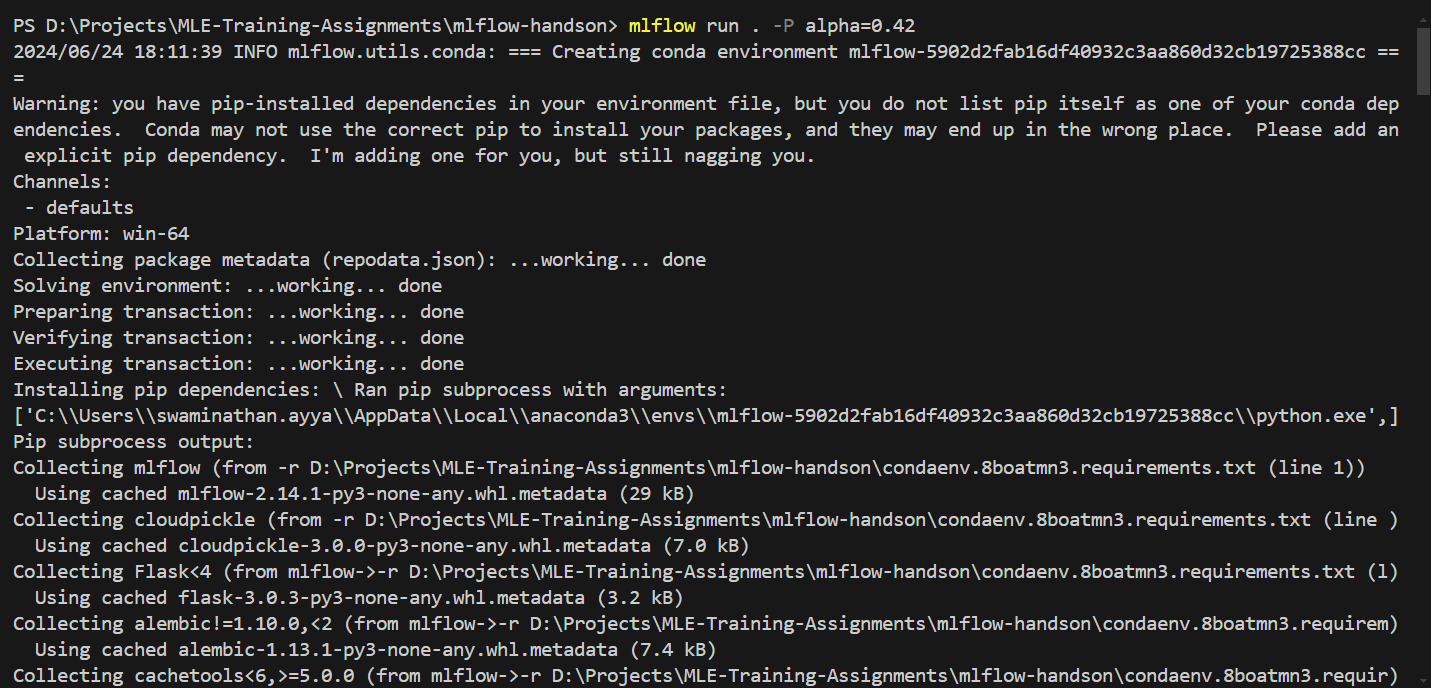 PS D:\Projects\MLE-Training-Assignments\mlflow-handson> mlflow run . -P alpha=0.42
2024/06/24 18:11:39 INFO mlflow.utils.conda: === Creating conda environment mlflow-5902d2fab16df40932c3aa860d32cb19725388cc ==
=
Warning: you have pip-installed dependencies in your environment file, but you do not list pip itself as one of your conda dep
endencies.  Conda may not use the correct pip to install your packages, and they may end up in the wrong place.  Please add an
 explicit pip dependency.  I'm adding one for you, but still nagging you.
Channels:
 - defaults
Platform: win-64
Collecting package metadata (repodata.json): ...working... done
Solving environment: ...working... done
Preparing transaction: ...working... done
Verifying transaction: ...working... done
Executing transaction: ...working... done
Installing pip dependencies: \ Ran pip subprocess with arguments:
['C:\\Users\\swaminathan.ayya\\AppData\\Local\\anaconda3\\envs\\mlflow-5902d2fab16df40932c3aa860d32cb19725388cc\\python.exe',]
Pip subprocess output:
Collecting mlflow (from -r D:\Projects\MLE-Training-Assignments\mlflow-handson\condaenv.8boatmn3.requirements.txt (line 1))
  Using cached mlflow-2.14.1-py3-none-any.whl.metadata (29 kB)
Collecting cloudpickle (from -r D:\Projects\MLE-Training-Assignments\mlflow-handson\condaenv.8boatmn3.requirements.txt (line )
  Using cached cloudpickle-3.0.0-py3-none-any.whl.metadata (7.0 kB)
Collecting Flask<4 (from mlflow->-r D:\Projects\MLE-Training-Assignments\mlflow-handson\condaenv.8boatmn3.requirements.txt (l)
  Using cached flask-3.0.3-py3-none-any.whl.metadata (3.2 kB)
Collecting alembic!=1.10.0,<2 (from mlflow->-r D:\Projects\MLE-Training-Assignments\mlflow-handson\condaenv.8boatmn3.requirem)
  Using cached alembic-1.13.1-py3-none-any.whl.metadata (7.4 kB)
Collecting cachetools<6,>=5.0.0 (from mlflow->-r D:\Projects\MLE-Training-Assignments\mlflow-handson\condaenv.8boatmn3.requir)